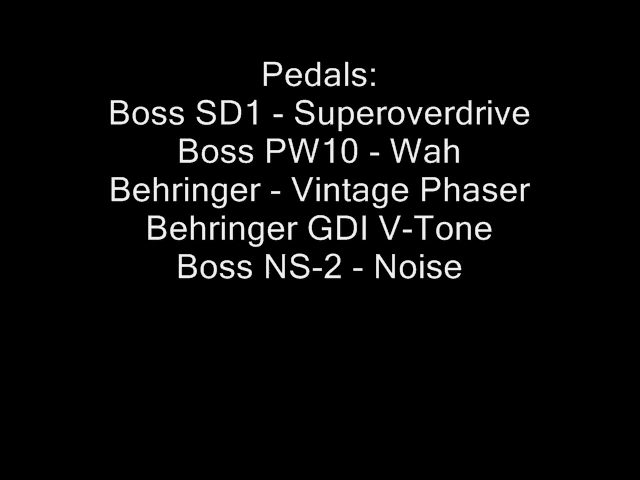 Pedals:
Boss SD1 - Superoverdrive
Boss PW10 - Wah
Behringer - Vintage Phaser
Behringer GDI V-Tone
Boss NS-2 - Noise